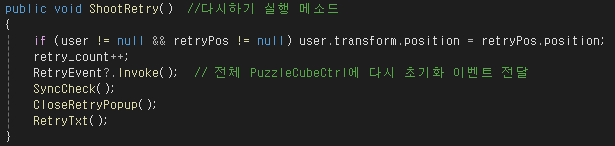 public void ShootRetry()  //다시하기 실행 메소드
{
    if (user != null && retryPos != null) user.transform.position = retryPos.position;
    retry_count++;
    RetryEvent?.Invoke();  // 전체 PuzzleCubeCtrl에 다시 초기화 이벤트 전달
    SyncCheck();
    CloseRetryPopup();
    RetryTxt();
}